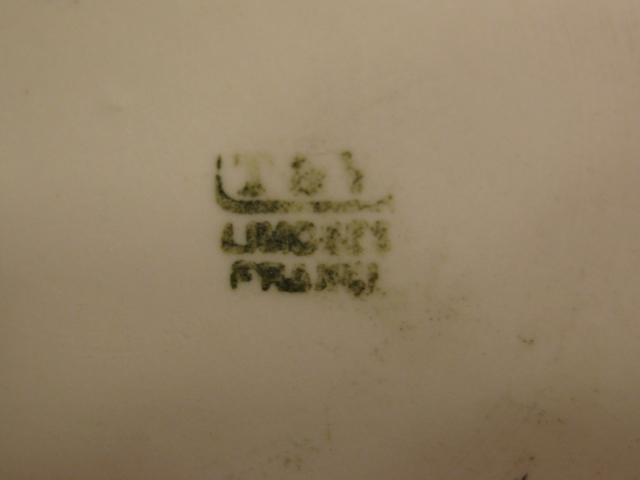 T & V
LIMOGES
FRANCE